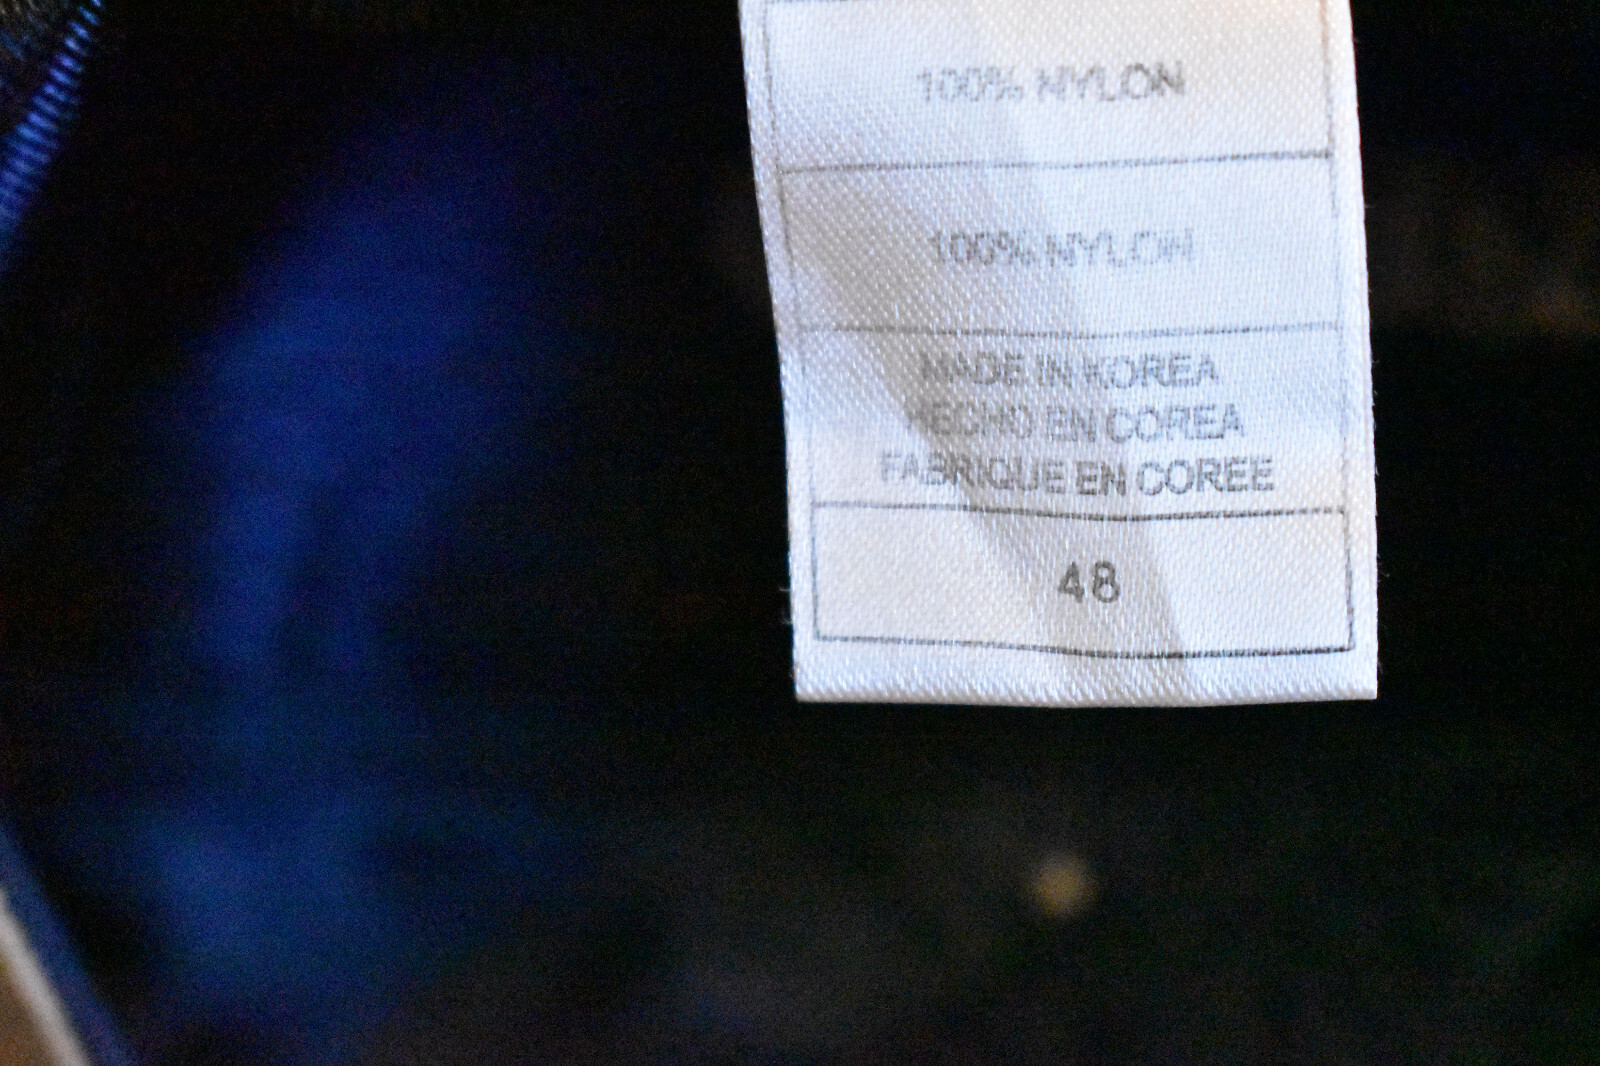 100% NYLON
100% NYLON
MADE IN KOREA
HECHO EN COREA
FABRIQUE EN COREE
48